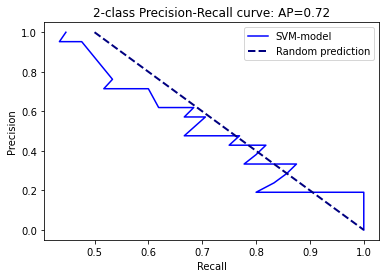 2-class Precision-Recall curve: AP=0.72
SVM-model
Random prediction
1.0
0.8
0.6
0.4
0.2
0.0
Precision
0.5
0.6
0.7
0.8
0.9
1.0
Recall